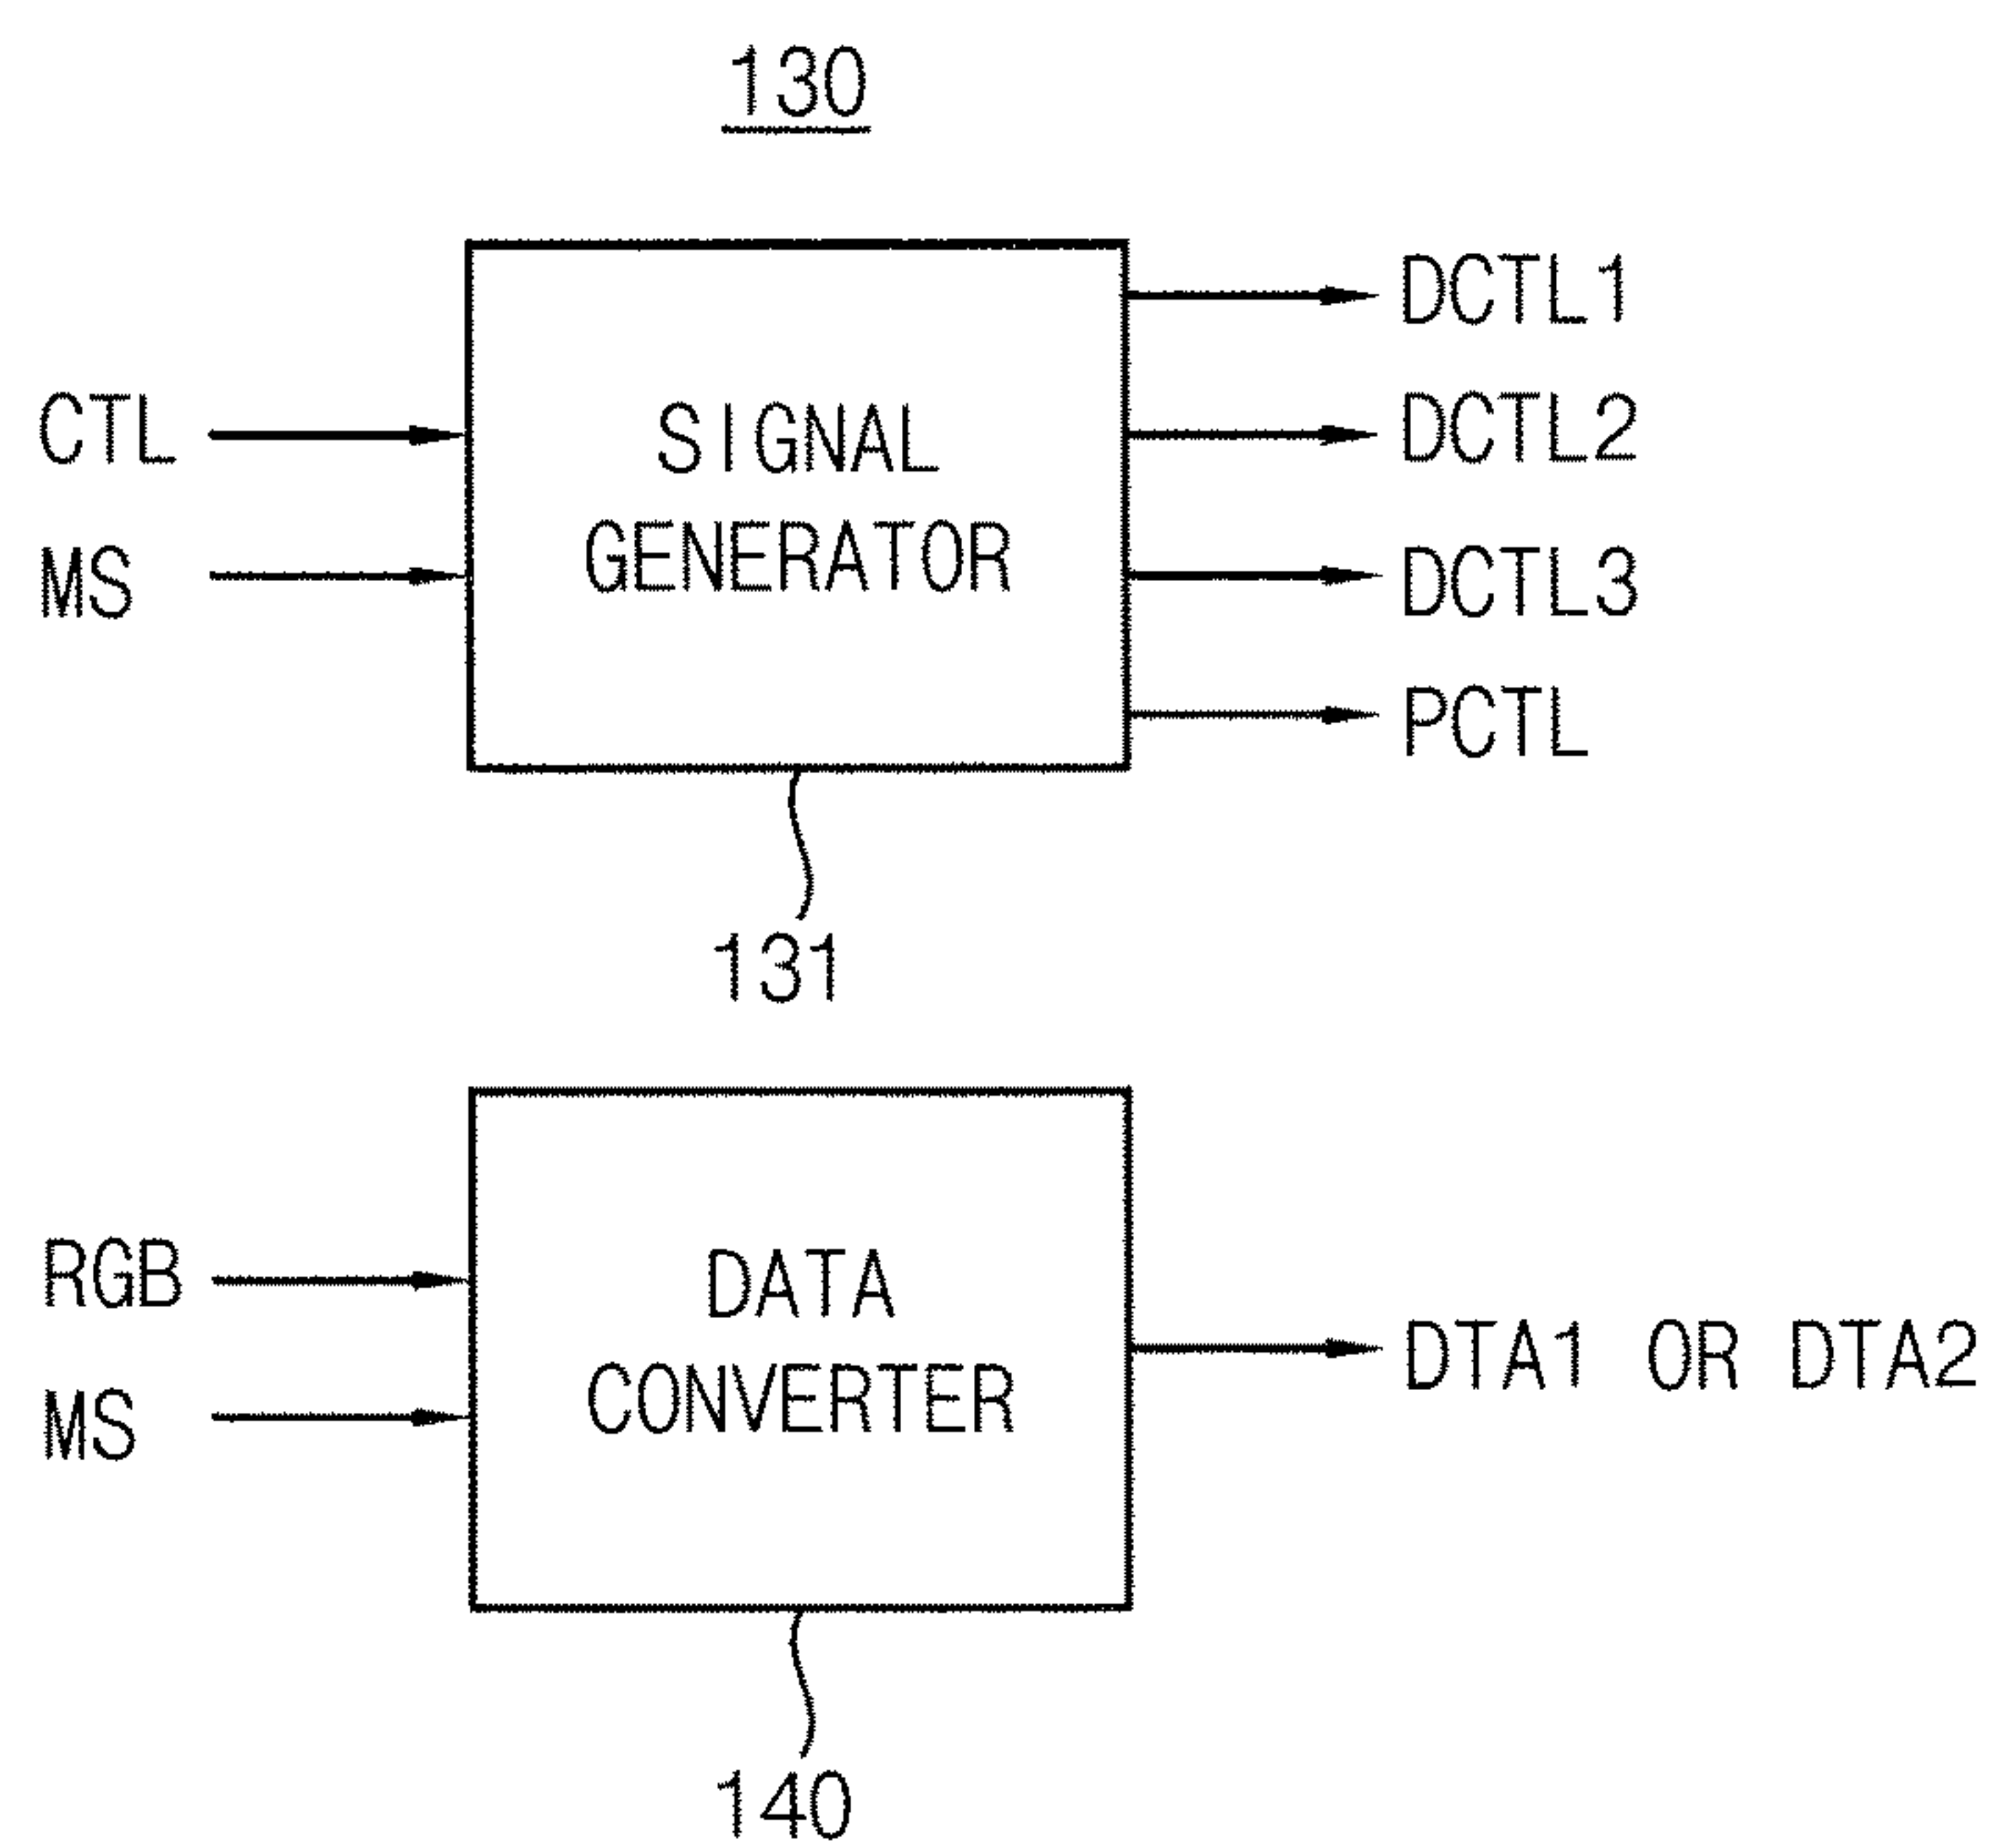 130
CTL
MS
SIGNAL
GENERATOR
DCTL1
DCTL2
DCTL3
PCTL
131
RGB
MS
DATA
CONVERTER
DTA1 OR DTA2
140